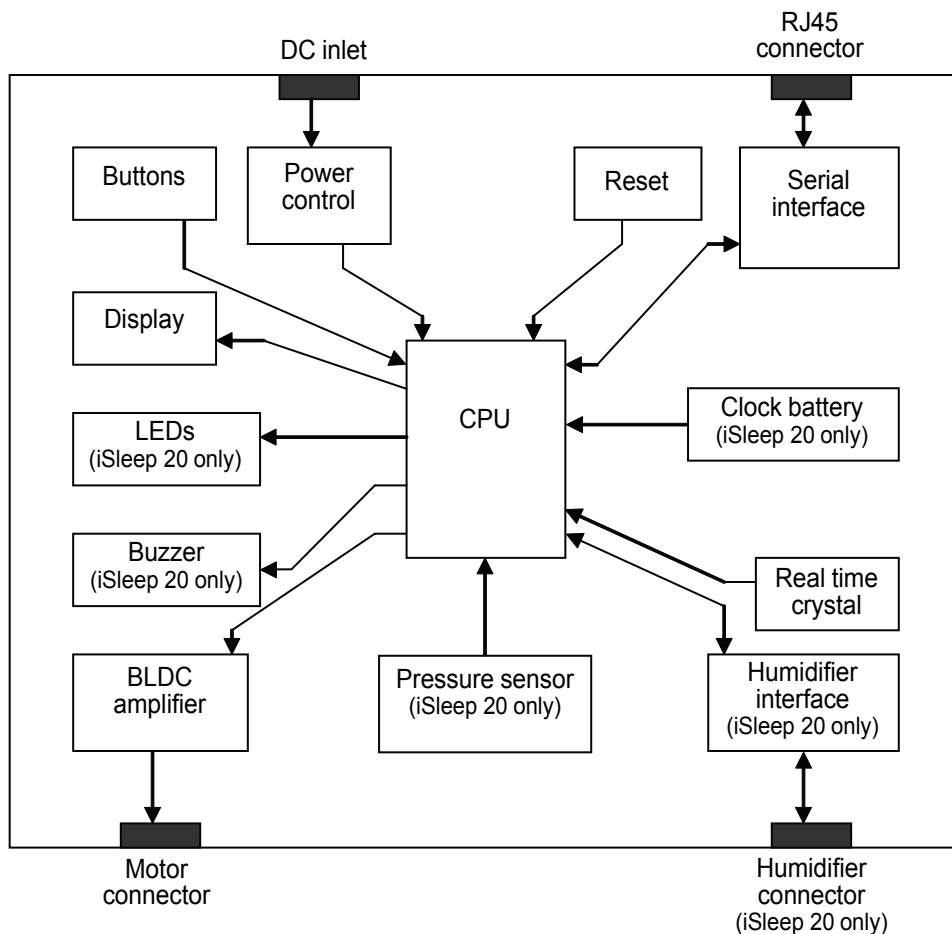 DC inlet
RJ45
connector
Buttons
Power
control
Reset
Serial
interface
Display
CPU
LEDs
(iSleep 20 only)
Clock battery
(iSleep 20 only)
Buzzer
(iSleep 20 only)
Real time
crystal
BLDC
amplifier
Pressure sensor
(iSleep 20 only)
Humidifier
interface
(iSleep 20 only)
Motor
connector
Humidifier
connector
(iSleep 20 only)